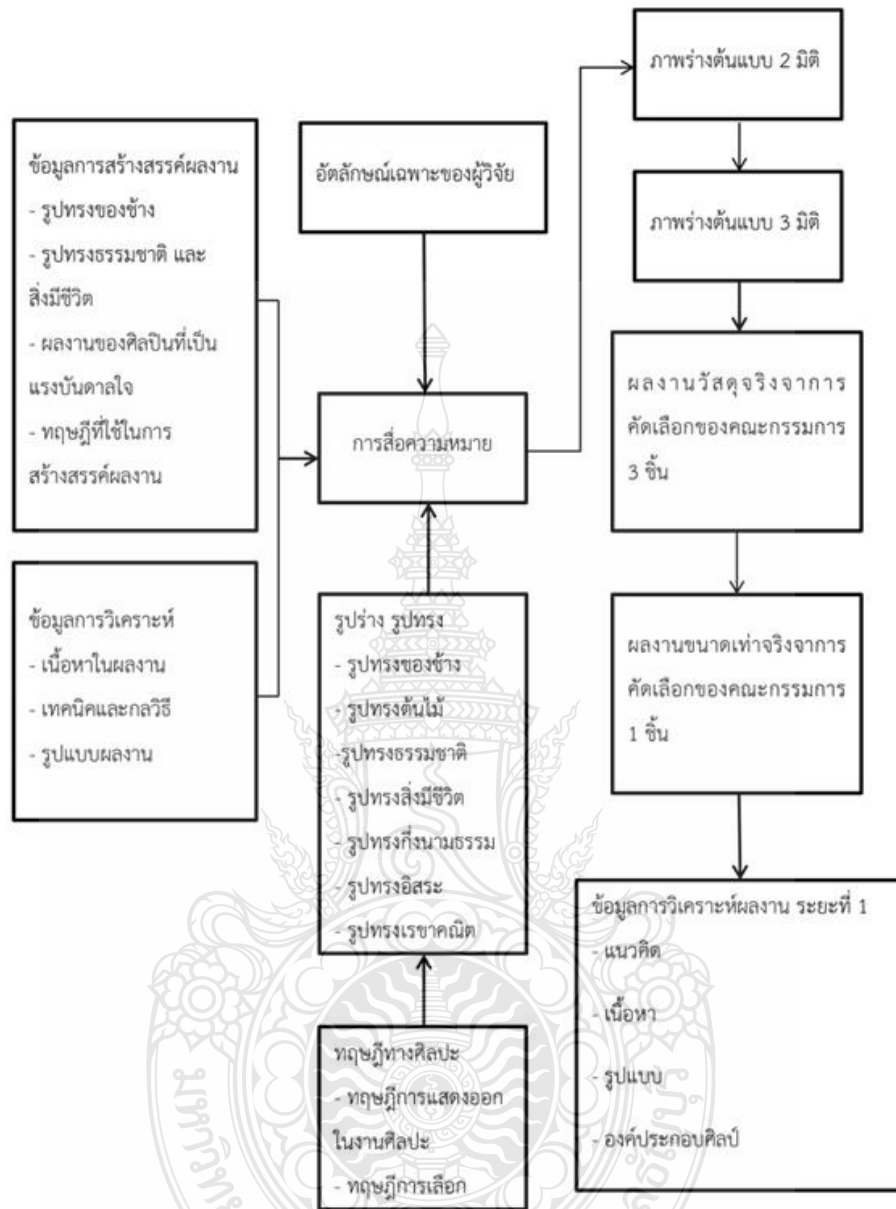 ข้อมูลการสร้างสรรค์ผลงาน
- รูปทรงของช้าง
- รูปทรงธรรมชาติ และ
สิ่งมีชีวิต
- ผลงานของศิลปินที่เป็น
แรงบันดาลใจ
- ทฤษฎีที่ใช้ในการ
สร้างสรรค์ผลงาน
ข้อมูลการวิเคราะห์
- เนื้อหาในผลงาน
- เทคนิคและกลวิธี
- รูปแบบผลงาน
อัตลักษณ์เฉพาะของผู้วิจัย
การสื่อความหมาย
รูปร่าง รูปทรง
- รูปทรงของช้าง
- รูปทรงต้นไม้
-รูปทรงธรรมชาติ
- รูปทรงสิ่งมีชีวิต
- รูปทรงกึ่งนามธรรม
- รูปทรงอิสระ
- รูปทรงเรขาคณิต
ทฤษฎีทางศิลปะ
- ทฤษฎีการแสดงออก
ในงานศิลปะ
- ทฤษฎีการเลือก
ภาพร่างต้นแบบ 2 มิติ
ภาพร่างต้นแบบ 3 มิติ
ผลงานวัสดุจริงจาการ
คัดเลือกของคณะกรรมการ
3 ชิ้น
ผลงานขนาดเท่าจริงจาการ
คัดเลือกของคณะกรรมการ
1 ชิ้น
ข้อมูลการวิเคราะห์ผลงาน ระยะที่ 1
- แนวคิด
- เนื้อหา
- รูปแบบ
- องค์ประกอบศิลป์